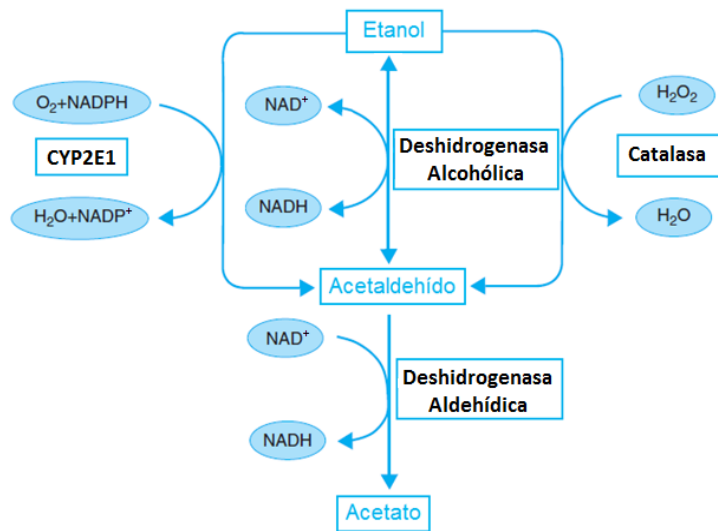 Etanol
O₂+NADPH
NAD⁺
H₂O₂
CYP2E1
Deshidrogenasa
Alcohólica
Catalasa
H₂O+NADP⁺
NADH
H₂O
Acetaldehído
NAD⁺
Deshidrogenasa
Aldehídica
NADH
Acetato